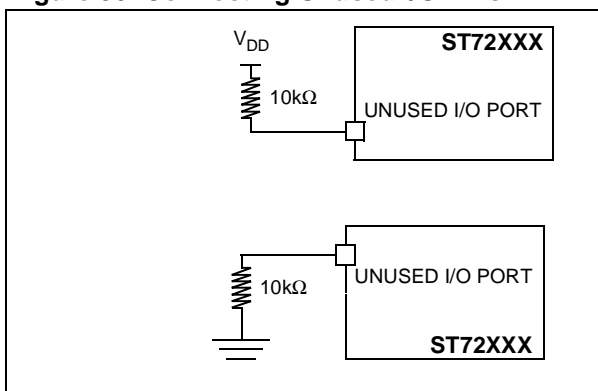 V_DD
ST72XXX
10kΩ
UNUSED I/O PORT
10kΩ
UNUSED I/O PORT
ST72XXX